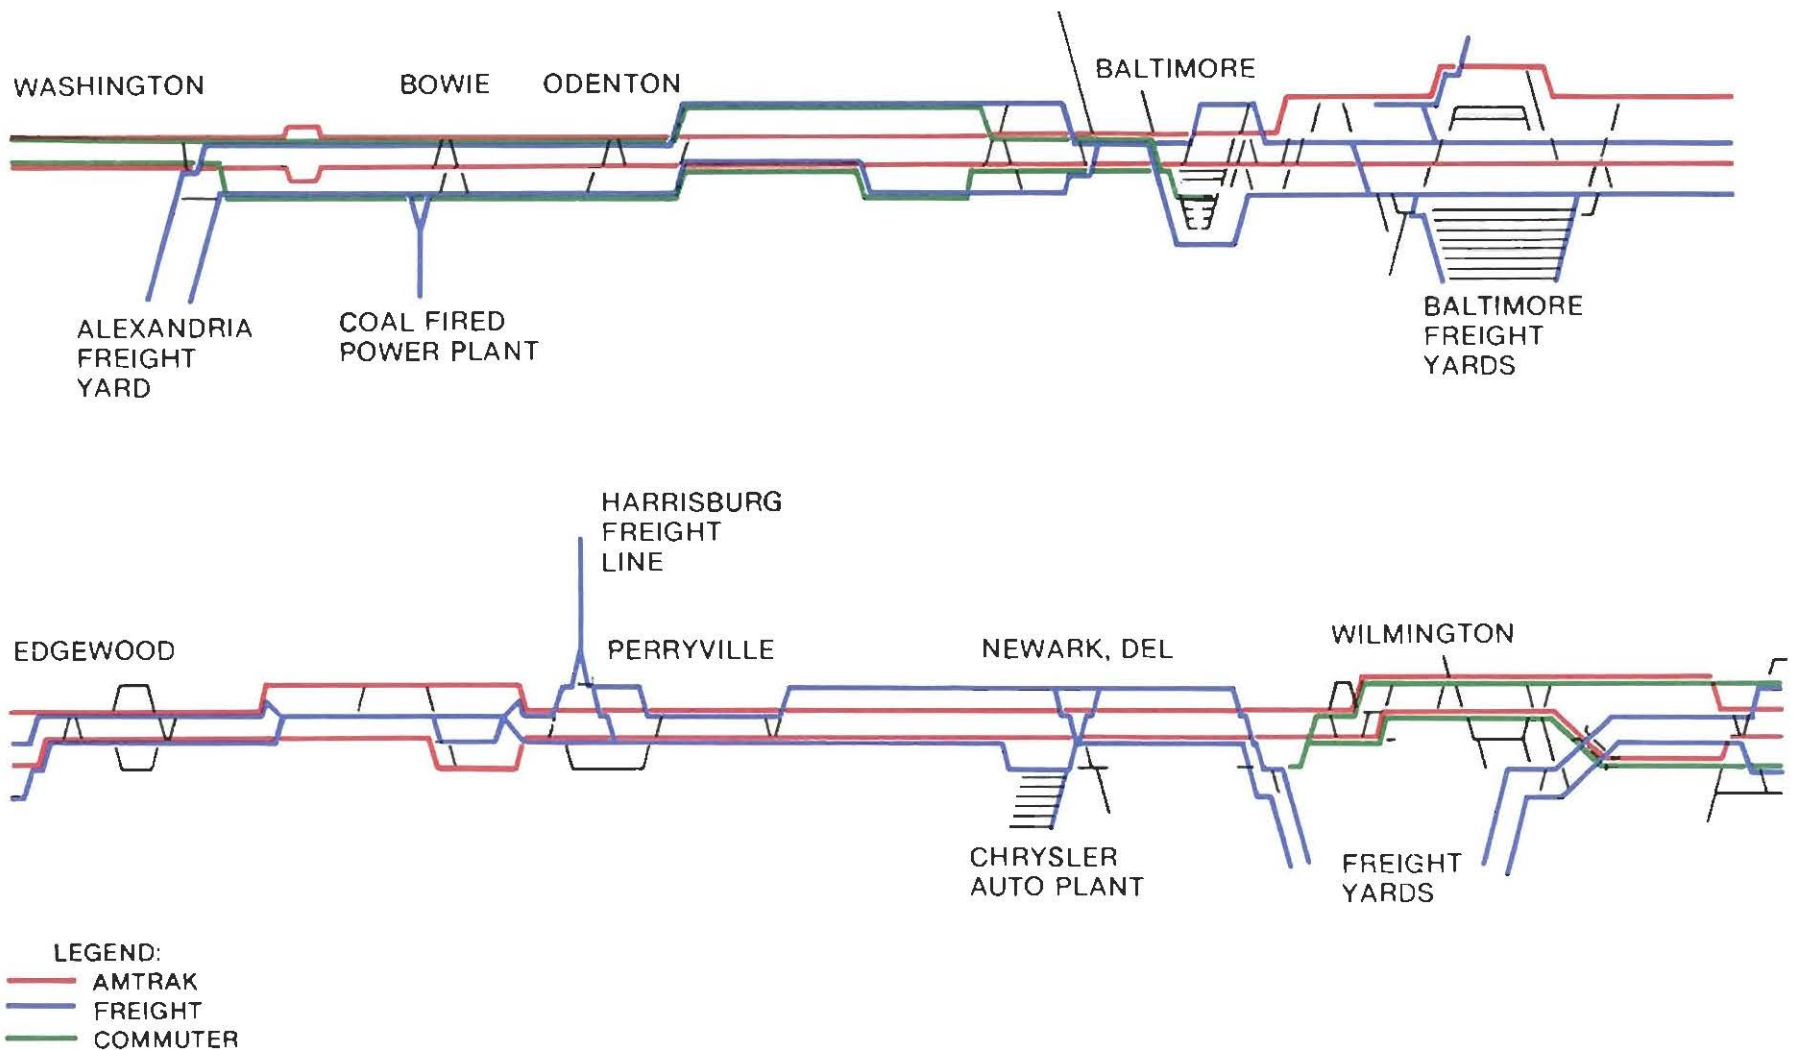 WASHINGTON
BOWIE
ODENTON
BALTIMORE
ALEXANDRIA
FREIGHT
YARD
COAL FIRED
POWER PLANT
BALTIMORE
FREIGHT
YARDS
HARRISBURG
FREIGHT
LINE
EDGEWOOD
PERRYVILLE
NEWARK, DEL
WILMINGTON
CHRYSLER
AUTO PLANT
FREIGHT
YARDS
LEGEND:
AMTRAK
FREIGHT
COMMUTER